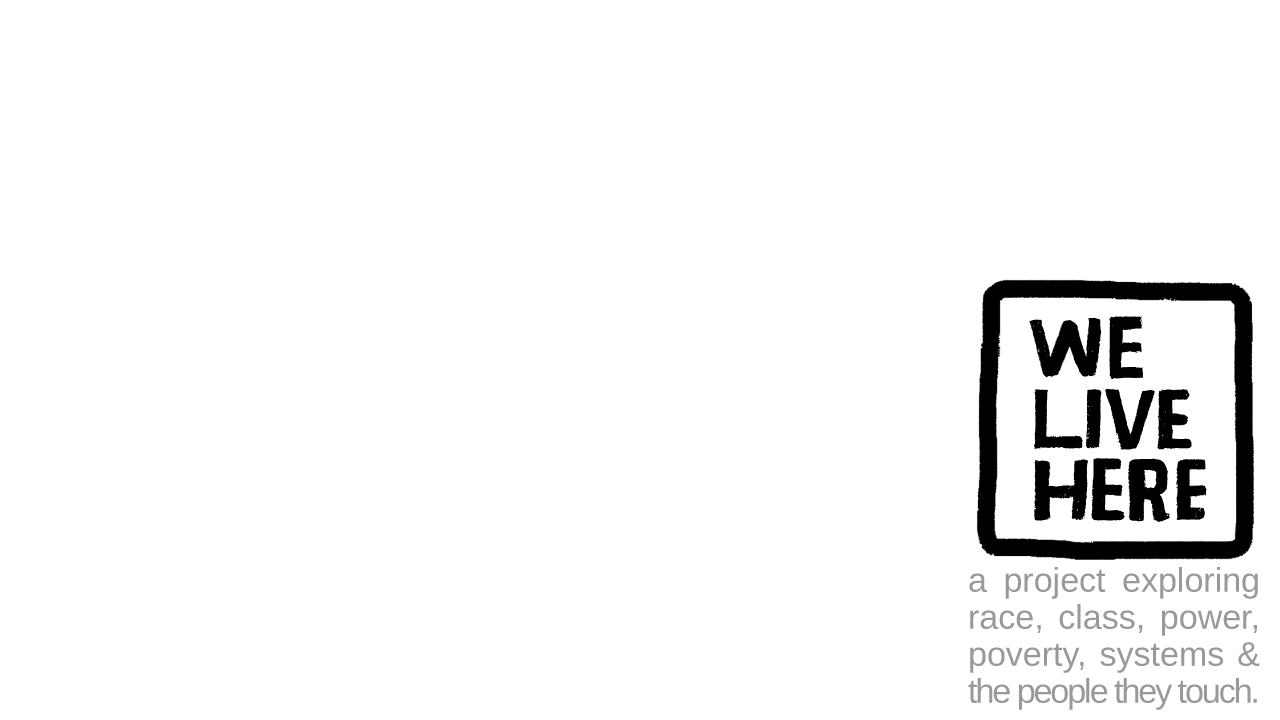 WE
LIVE
HERE
a project exploring
race, class, power,
poverty, systems &
the people they touch.